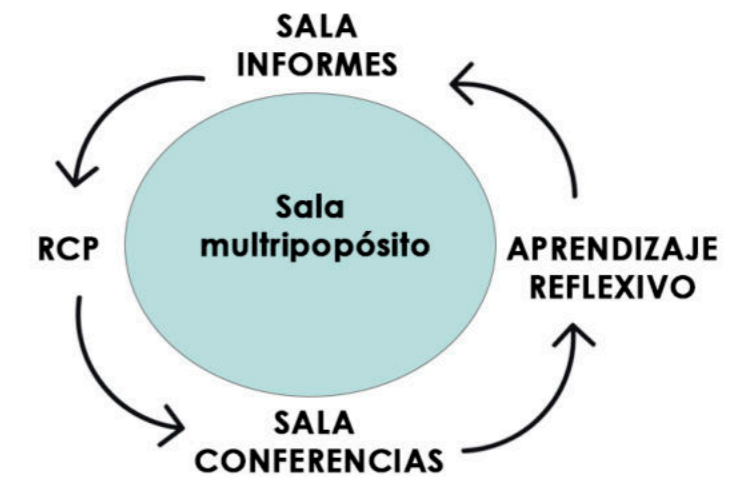 SALA
INFORMES
Sala
multripopósito
RCP
APRENDIZAJE
REFLEXIVO
SALA
CONFERENCIAS